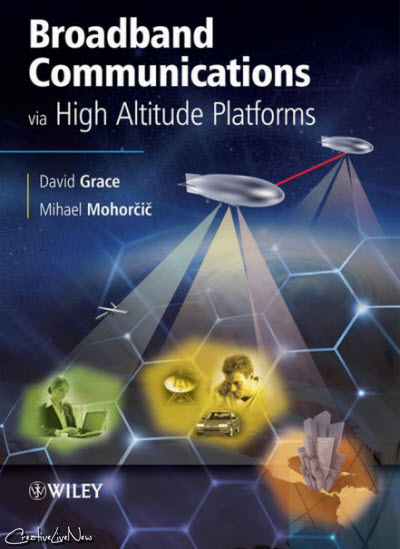 Broadband
Communications
via High Altitude Platforms
David Grace
Mihael Mohorčič
WILEY
CreativeLiveNew